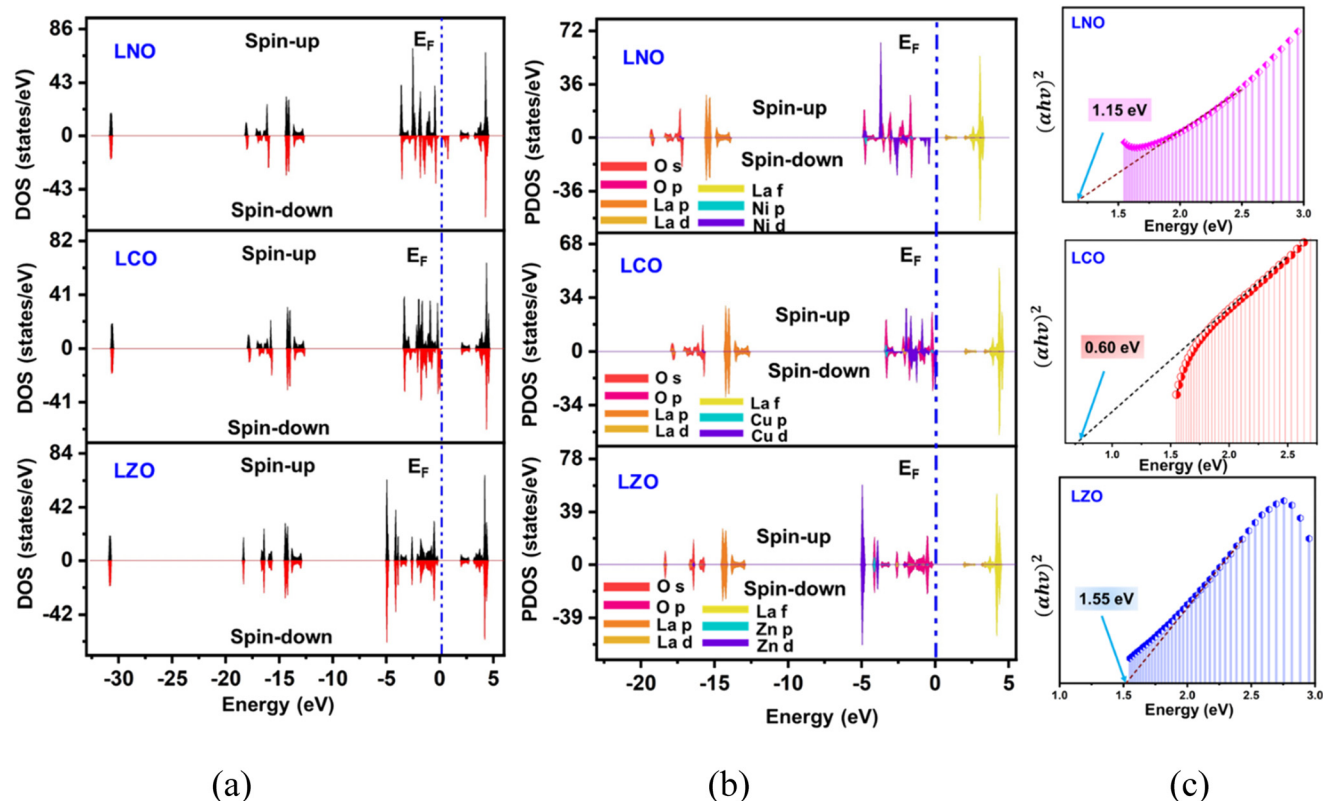 86
43
0
-43
DOS (states/eV)
LNO
Spin-up
E_F
Spin-down
82
41
0
-41
DOS (states/eV)
LCO
Spin-up
E_F
Spin-down
84
42
0
-42
DOS (states/eV)
LZO
Spin-up
E_F
Spin-down
-30 -25 -20 -15 -10 -5 0 5
Energy (eV)
(a)
72
36
0
-36
PDOS (states/eV)
LNO
E_F
Spin-up
Spin-down
O s
O p
La p
La d
La f
Ni p
Ni d
68
34
0
-34
PDOS (states/eV)
LCO
E_F
Spin-up
Spin-down
O s
O p
La p
La d
La f
Cu p
Cu d
78
39
0
-39
PDOS (states/eV)
LZO
E_F
Spin-up
Spin-down
O s
O p
La p
La d
La f
Zn p
Zn d
-20 -15 -10 -5 0 5
Energy (eV)
(b)
LNO
(αhν)²
1.15 eV
1.5 2.0 2.5 3.0
Energy (eV)
LCO
(αhν)²
0.60 eV
1.0 1.5 2.0 2.5
Energy (eV)
LZO
(αhν)²
1.55 eV
1.0 1.5 2.0 2.5 3.0
Energy (eV)
(c)